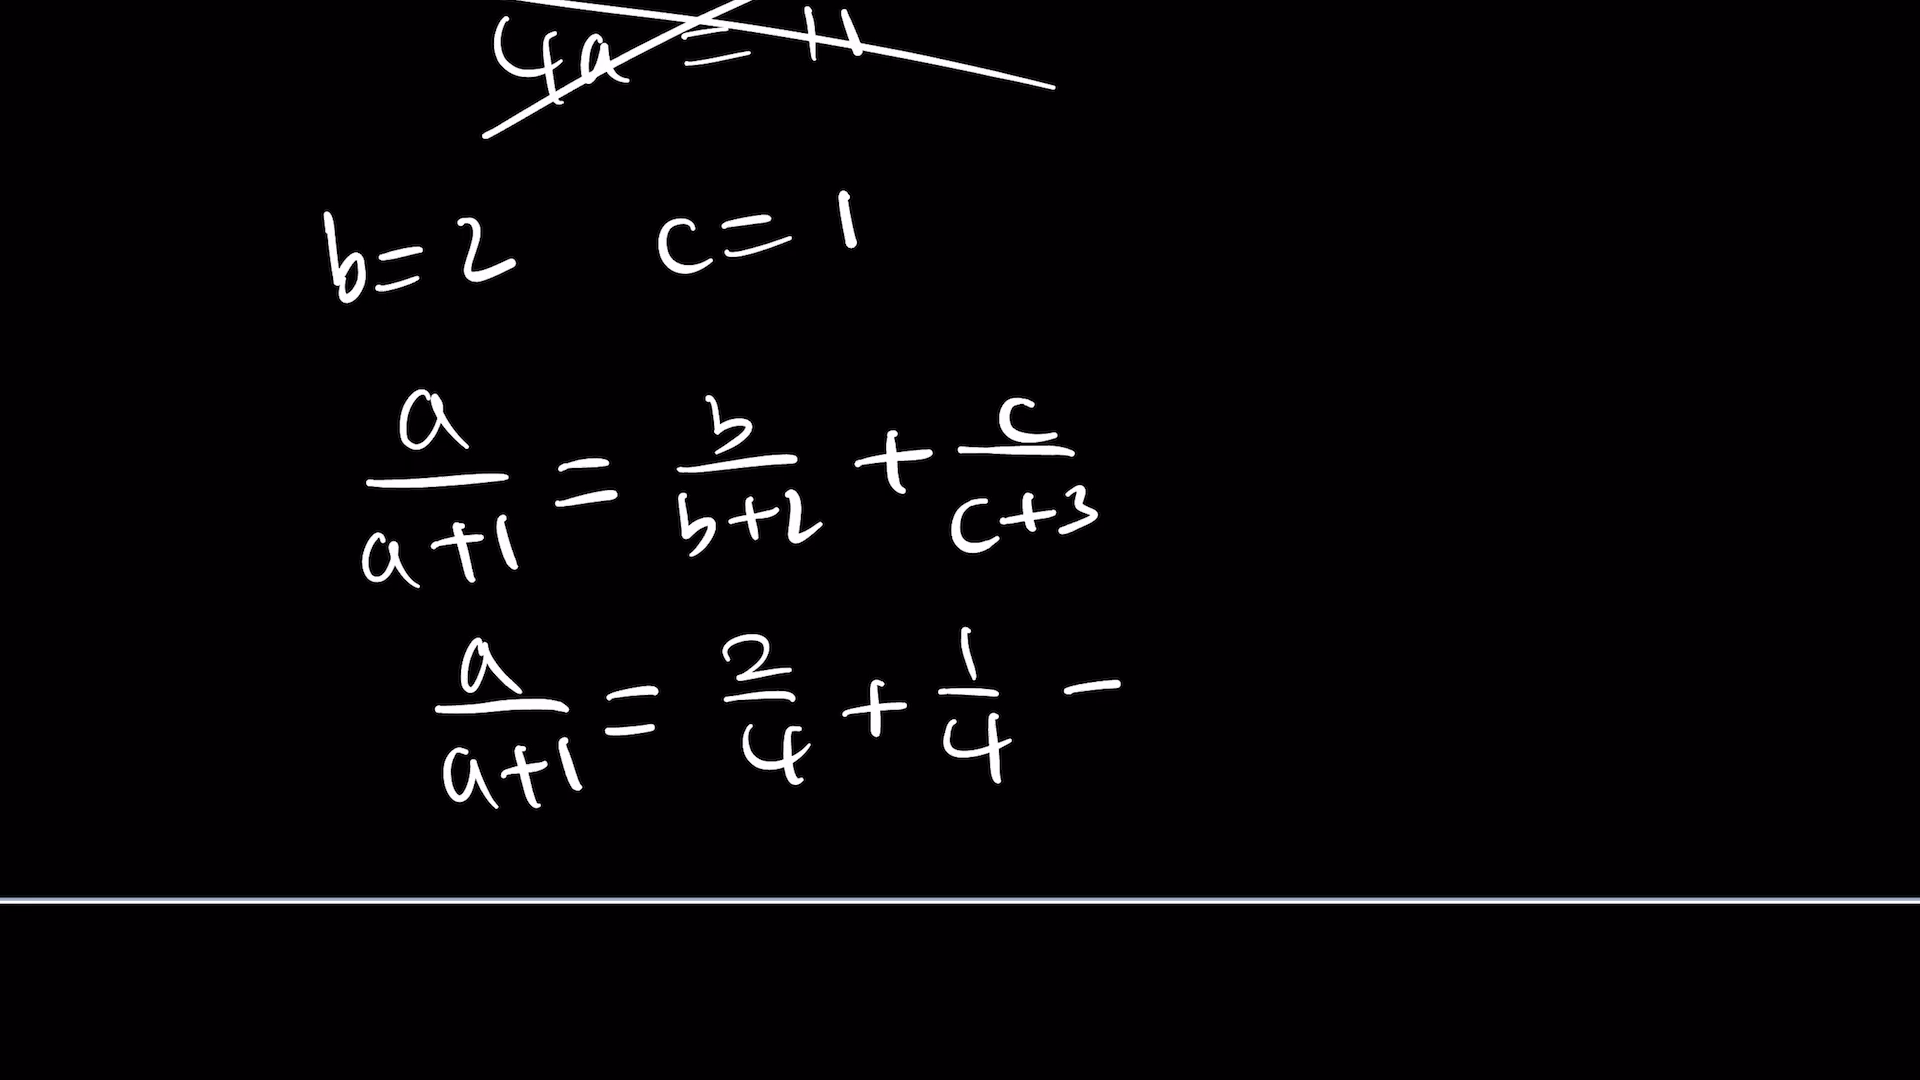 4a = 11
b = 2 c = 1
a/(a+1) = b/(b+2) + c/(c+3)
a/(a+1) = 2/4 + 1/4 -